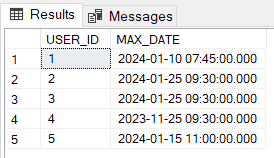 Results Messages
USER_ID MAX_DATE
1 1 2024-01-10 07:45:00.000
2 2 2024-01-25 09:30:00.000
3 3 2024-01-25 09:30:00.000
4 4 2023-11-25 09:30:00.000
5 5 2024-01-15 11:00:00.000